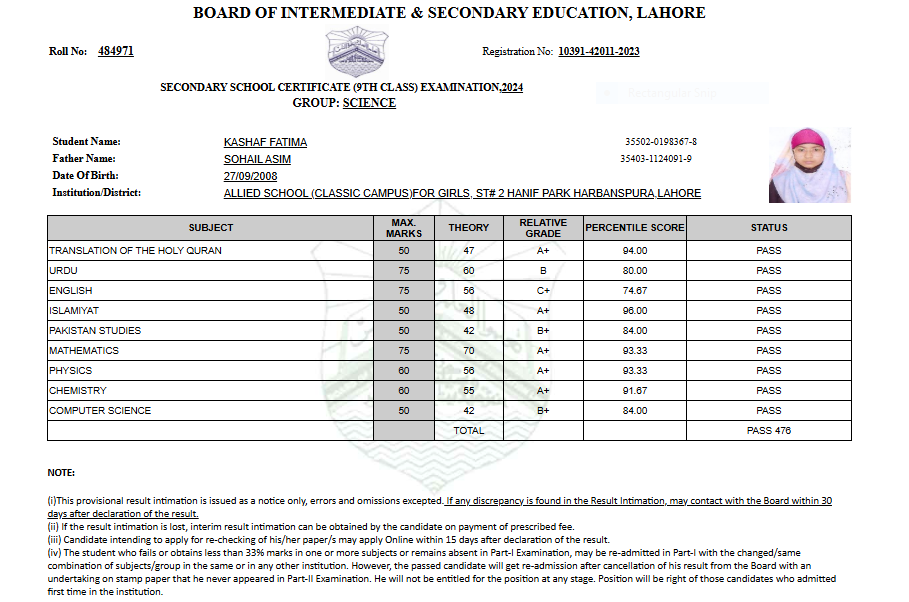 BOARD OF INTERMEDIATE & SECONDARY EDUCATION, LAHORE
Roll No: 484971 Registration No: 10391-42011-2023
SECONDARY SCHOOL CERTIFICATE (9TH CLASS) EXAMINATION,2024
GROUP: SCIENCE
Rectangular Snip
Student Name: KASHAF FATIMA 35502-0198367-8
Father Name: SOHAIL ASIM 35403-1124091-9
Date Of Birth: 27/09/2008
Institution/District: ALLIED SCHOOL (CLASSIC CAMPUS)FOR GIRLS, ST# 2 HANIF PARK HARBANSPURA,LAHORE
SUBJECT MAX. MARKS THEORY RELATIVE GRADE PERCENTILE SCORE STATUS
TRANSLATION OF THE HOLY QURAN 50 47 A+ 94.00 PASS
URDU 75 60 B 80.00 PASS
ENGLISH 75 56 C+ 74.67 PASS
ISLAMIYAT 50 48 A+ 96.00 PASS
PAKISTAN STUDIES 50 42 B+ 84.00 PASS
MATHEMATICS 75 70 A+ 93.33 PASS
PHYSICS 60 56 A+ 93.33 PASS
CHEMISTRY 60 55 A+ 91.67 PASS
COMPUTER SCIENCE 50 42 B+ 84.00 PASS
TOTAL PASS 476
NOTE:
(i)This provisional result intimation is issued as a notice only, errors and omissions excepted. If any discrepancy is found in the Result Intimation, may contact with the Board within 30
days after declaration of the result.
(ii) If the result intimation is lost, interim result intimation can be obtained by the candidate on payment of prescribed fee.
(iii) Candidate intending to apply for re-checking of his/her paper/s may apply Online within 15 days after declaration of the result.
(iv) The student who fails or obtains less than 33% marks in one or more subjects or remains absent in Part-I Examination, may be re-admitted in Part-I with the changed/same
combination of subjects/group in the same or in any other institution. However, the passed candidate will get re-admission after cancellation of his result from the Board with an
undertaking on stamp paper that he never appeared in Part-II Examination. He will not be entitled for the position at any stage. Position will be right of those candidates who admitted
first time in the institution.